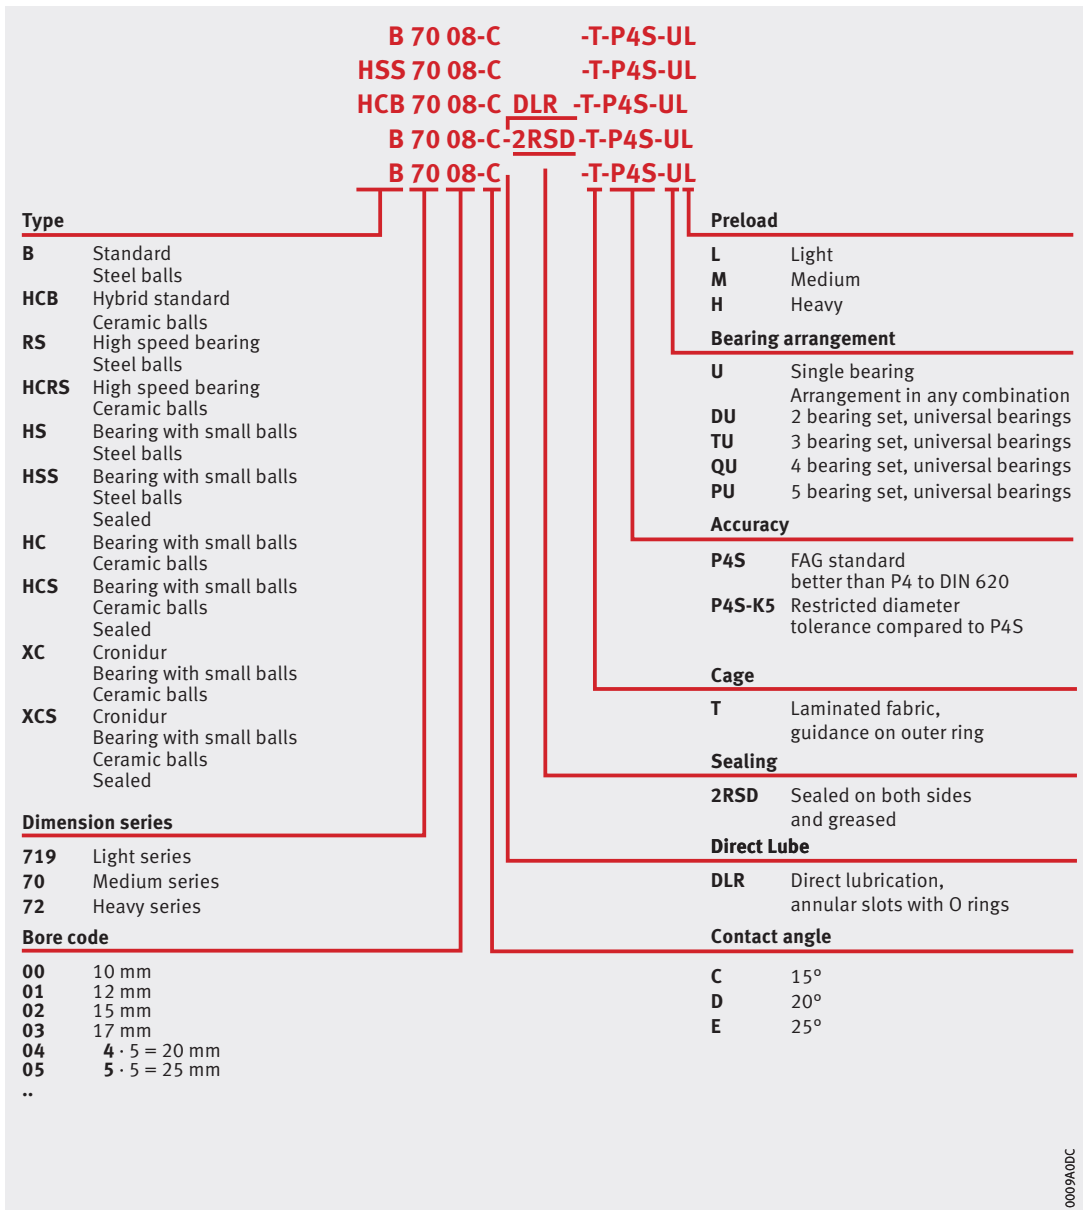 B 70 08-C -T-P4S-UL
HSS 70 08-C -T-P4S-UL
HCB 70 08-C DLR -T-P4S-UL
B 70 08-C-2RSD-T-P4S-UL
B 70 08-C -T-P4S-UL
Type
B Standard
Steel balls
HCB Hybrid standard
Ceramic balls
RS High speed bearing
Steel balls
HCRS High speed bearing
Ceramic balls
HS Bearing with small balls
Steel balls
HSS Bearing with small balls
Steel balls
Sealed
HC Bearing with small balls
Ceramic balls
HCS Bearing with small balls
Ceramic balls
Sealed
XC Cronidur
Bearing with small balls
Ceramic balls
XCS Cronidur
Bearing with small balls
Ceramic balls
Sealed
Dimension series
719 Light series
70 Medium series
72 Heavy series
Bore code
00 10 mm
01 12 mm
02 15 mm
03 17 mm
04 4 · 5 = 20 mm
05 5 · 5 = 25 mm
..
Preload
L Light
M Medium
H Heavy
Bearing arrangement
U Single bearing
Arrangement in any combination
DU 2 bearing set, universal bearings
TU 3 bearing set, universal bearings
QU 4 bearing set, universal bearings
PU 5 bearing set, universal bearings
Accuracy
P4S FAG standard
better than P4 to DIN 620
P4S-K5 Restricted diameter
tolerance compared to P4S
Cage
T Laminated fabric,
guidance on outer ring
Sealing
2RSD Sealed on both sides
and greased
Direct Lube
DLR Direct lubrication,
annular slots with O rings
Contact angle
C 15°
D 20°
E 25°
0009A0DC